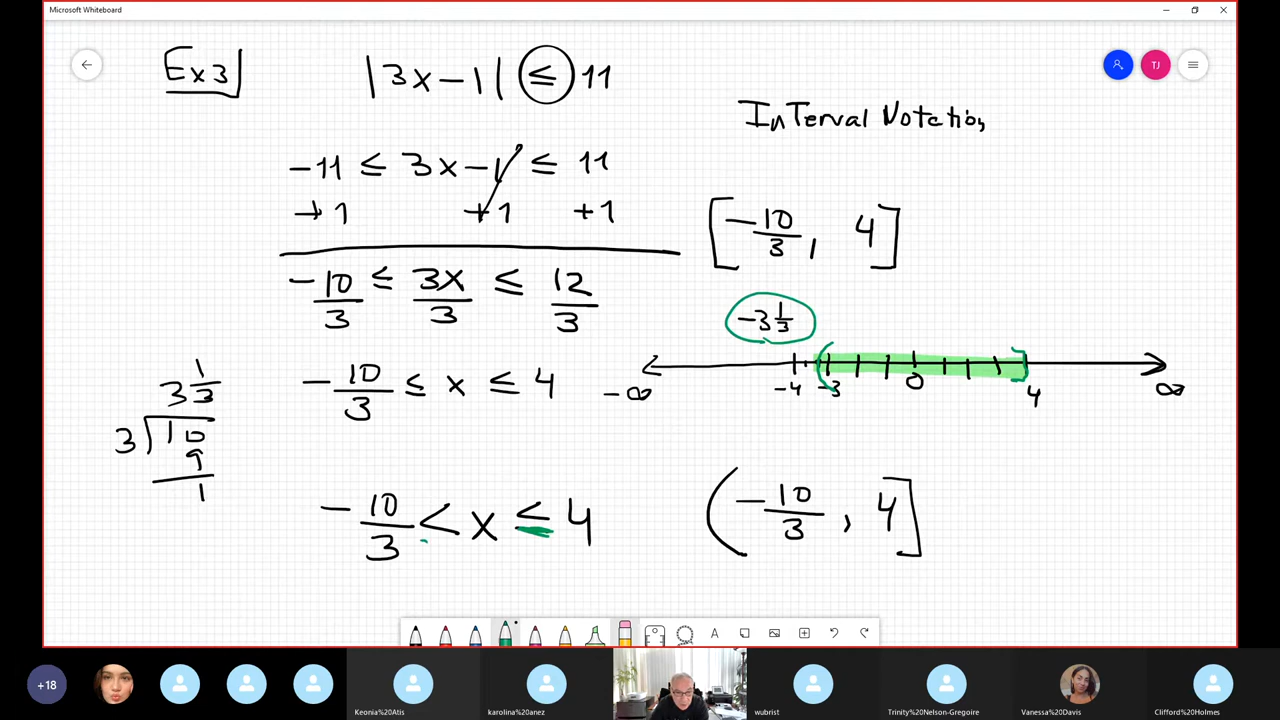 Microsoft Whiteboard
Ex3
|3x-1| ≤ 11
TJ
InTerval Notation
-11 ≤ 3x-1 ≤ 11
+1 +1 +1
[-10/3, 4]
-10/3 ≤ 3x/3 ≤ 12/3
-3 1/3
-∞ -4 -3 0 4 ∞
-10/3 ≤ x ≤ 4
3 1/3
3 10
9
1
-10/3 < x ≤ 4
(-10/3, 4]
A
+18
Keonia%20Atis
karolina%20anez
wubrist
Trinity%20Nelson-Gregoire
Vanessa%20Davis
Clifford%20Holmes